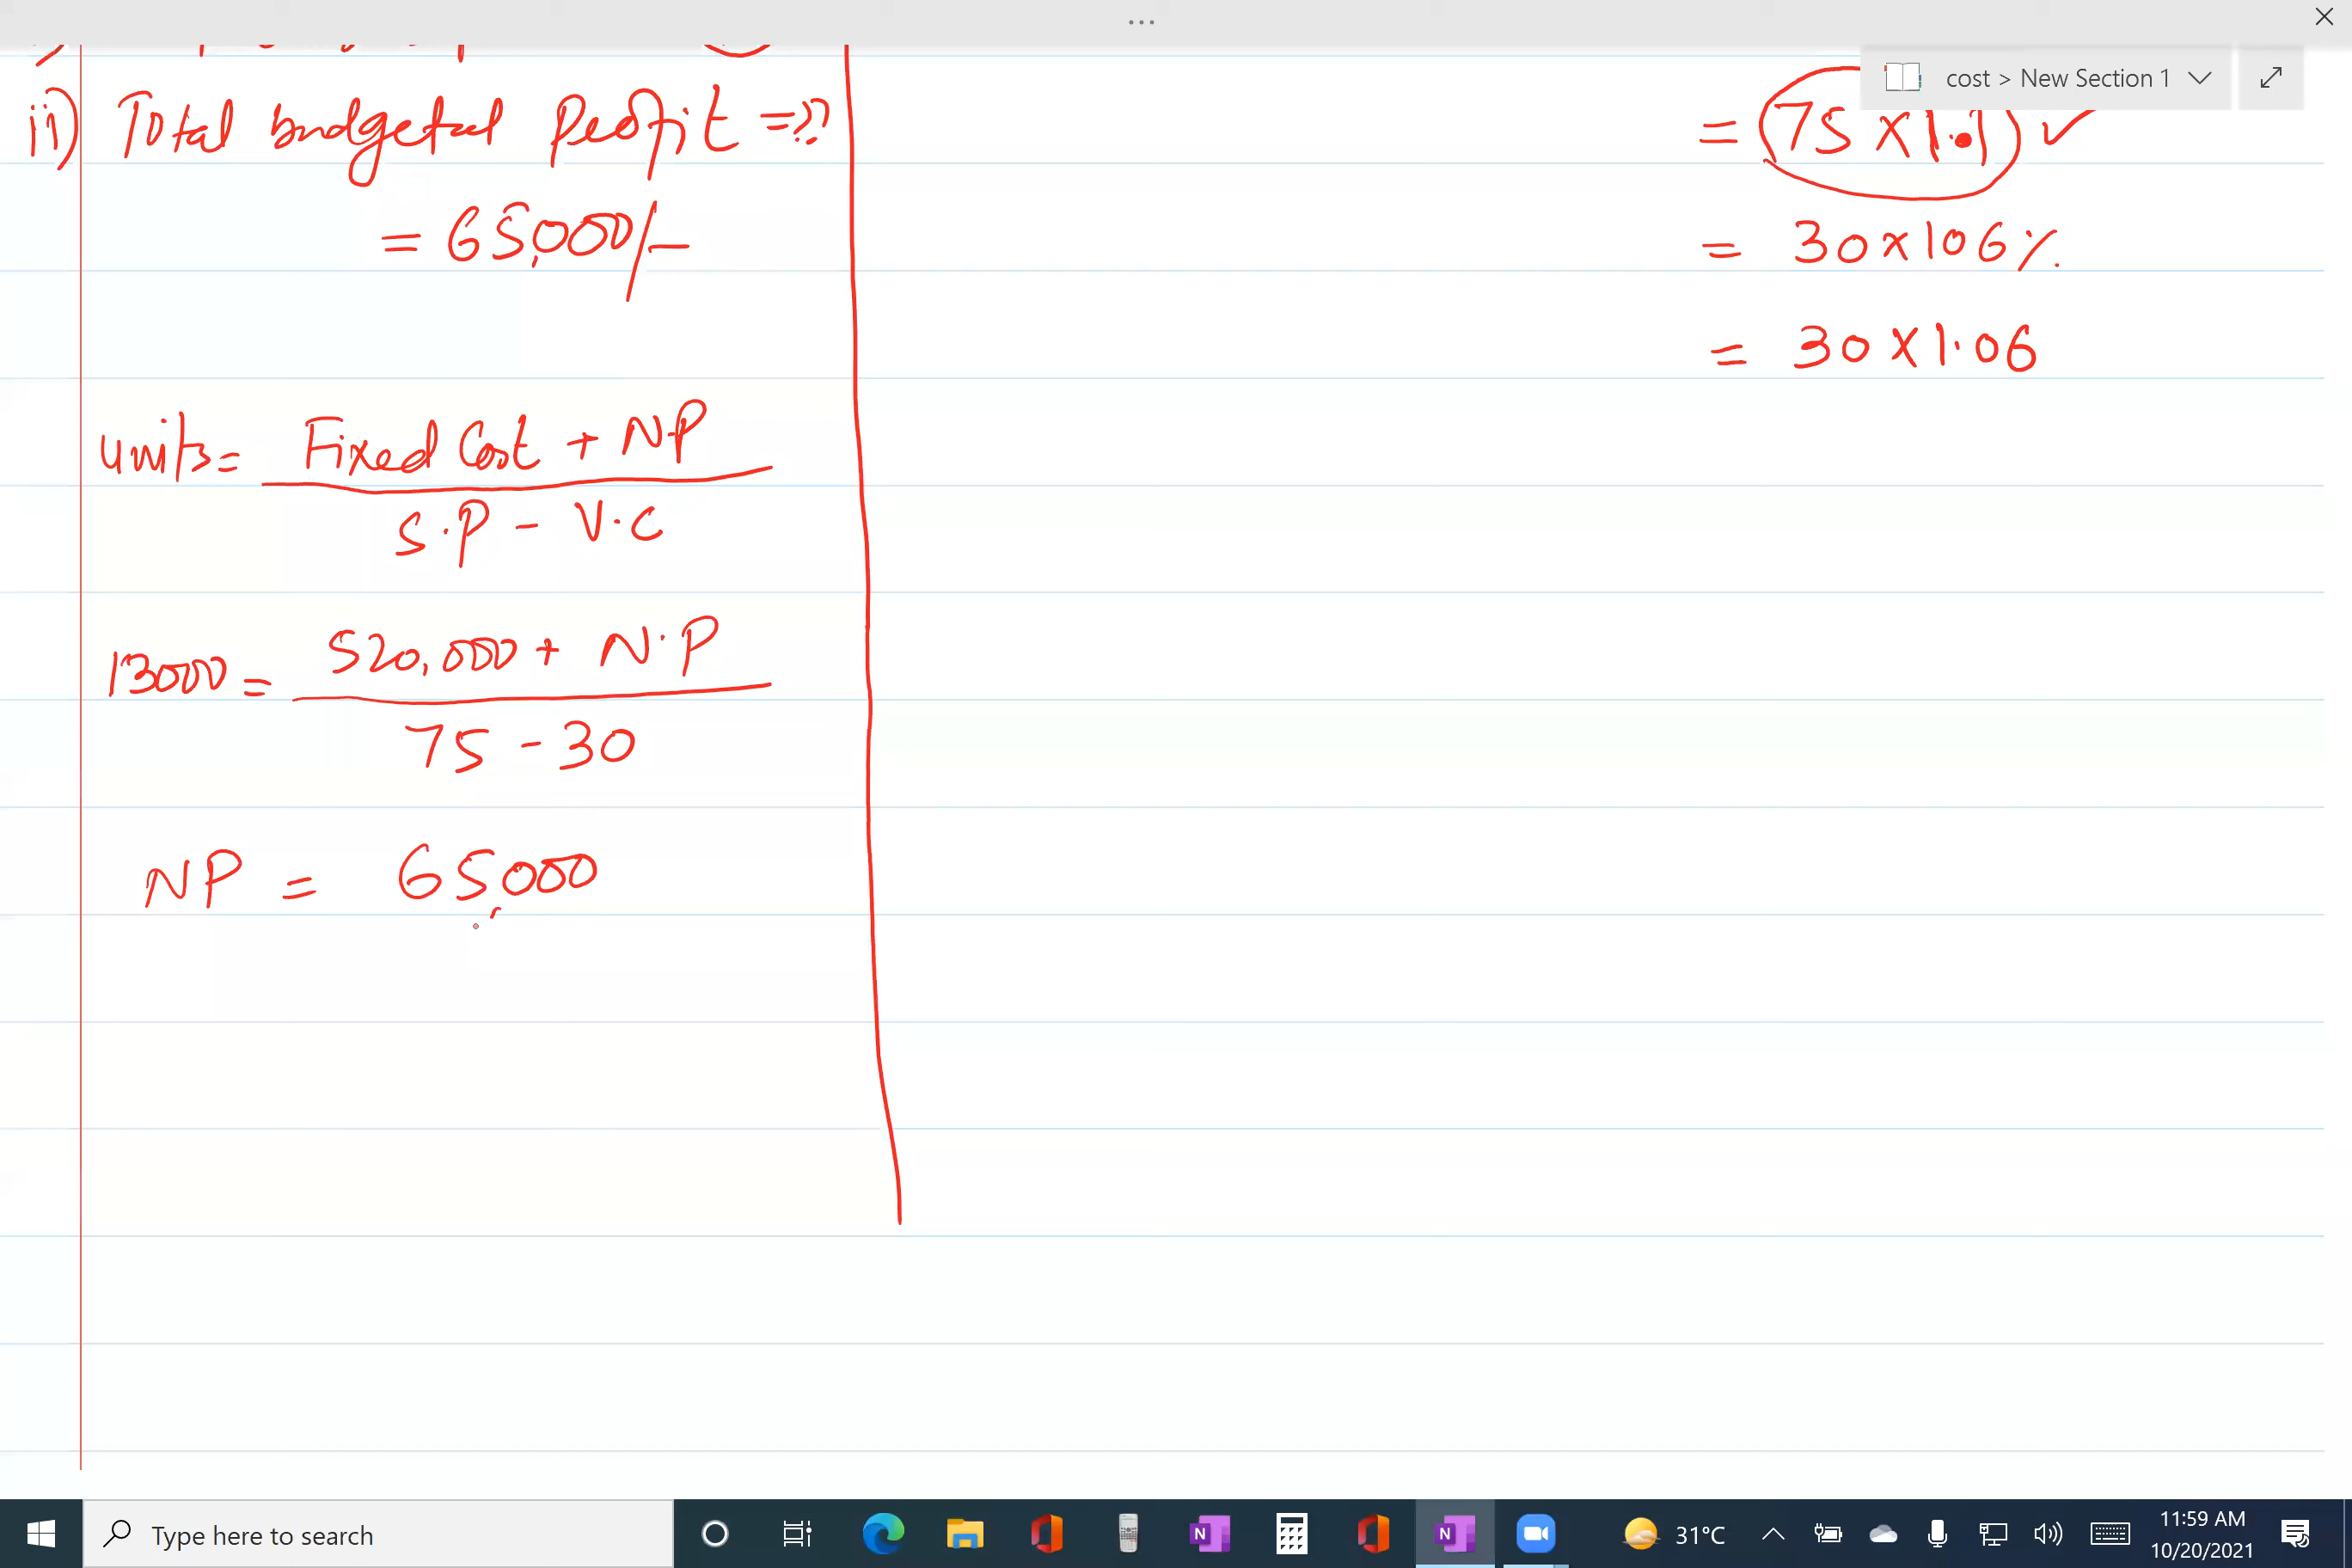 cost > New Section 1
ii) Total budgeted Profit =??
= 65,000/-
units = Fixed Cost + N.P
S.P - V.C
13000 = 520,000 + N.P
75 - 30
NP = 65,000
= (75 x 1.1) ✓
= 30 x 106%
= 30 x 1.06
Type here to search
31°C
11:59 AM
10/20/2021